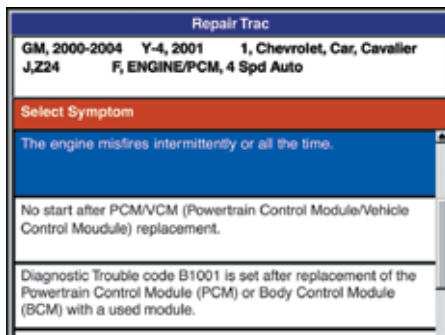 Repair Trac
GM, 2000-2004 Y-4, 2001 1, Chevrolet, Car, Cavalier
J,Z24 F, ENGINE/PCM, 4 Spd Auto
Select Symptom
The engine misfires intermittently or all the time.
No start after PCM/VCM (Powertrain Control Module/Vehicle
Control Moudule) replacement.
Diagnostic Trouble code B1001 is set after replacement of the
Powertrain Control Module (PCM) or Body Control Module
(BCM) with a used module.